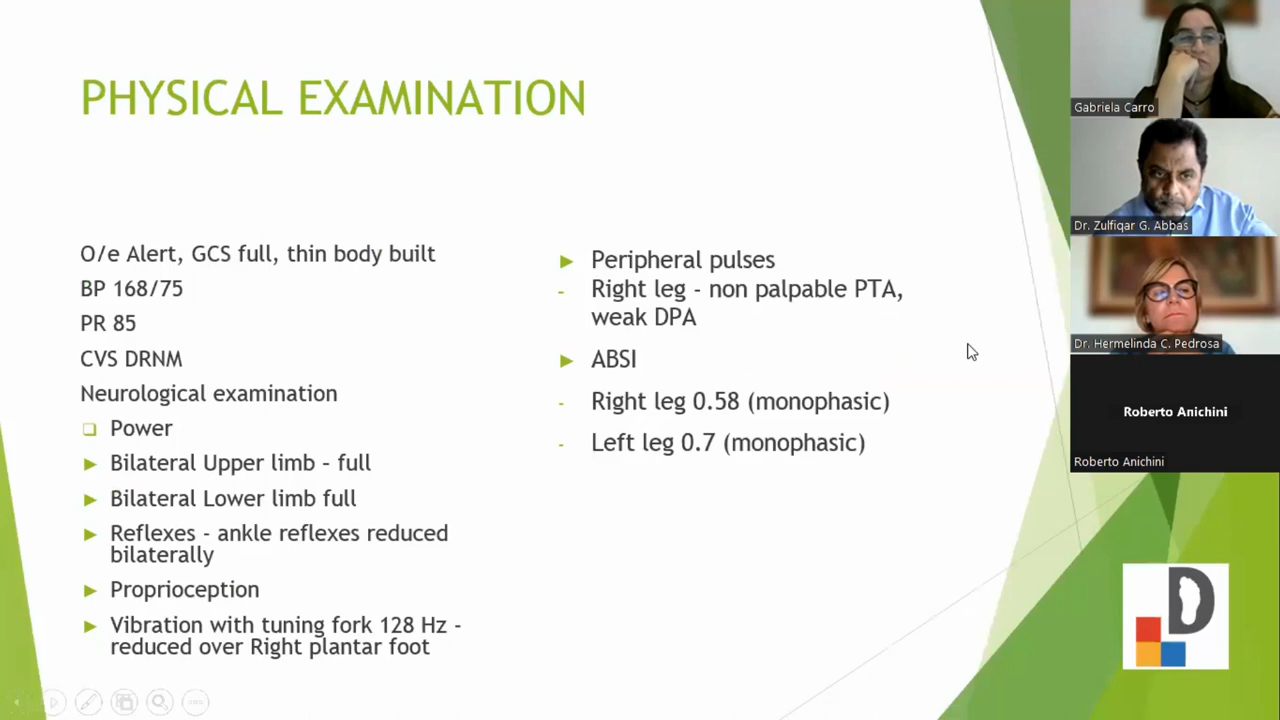 PHYSICAL EXAMINATION
O/e Alert, GCS full, thin body built
BP 168/75
PR 85
CVS DRNM
Neurological examination
Power
Bilateral Upper limb – full
Bilateral Lower limb full
Reflexes - ankle reflexes reduced
bilaterally
Proprioception
Vibration with tuning fork 128 Hz -
reduced over Right plantar foot
Peripheral pulses
- Right leg - non palpable PTA,
weak DPA
ABSI
- Right leg 0.58 (monophasic)
- Left leg 0.7 (monophasic)
Gabriela Carro
Dr. Zulfiqar G. Abbas
Dr. Hermelinda C. Pedrosa
Roberto Anichini
Roberto Anichini
D